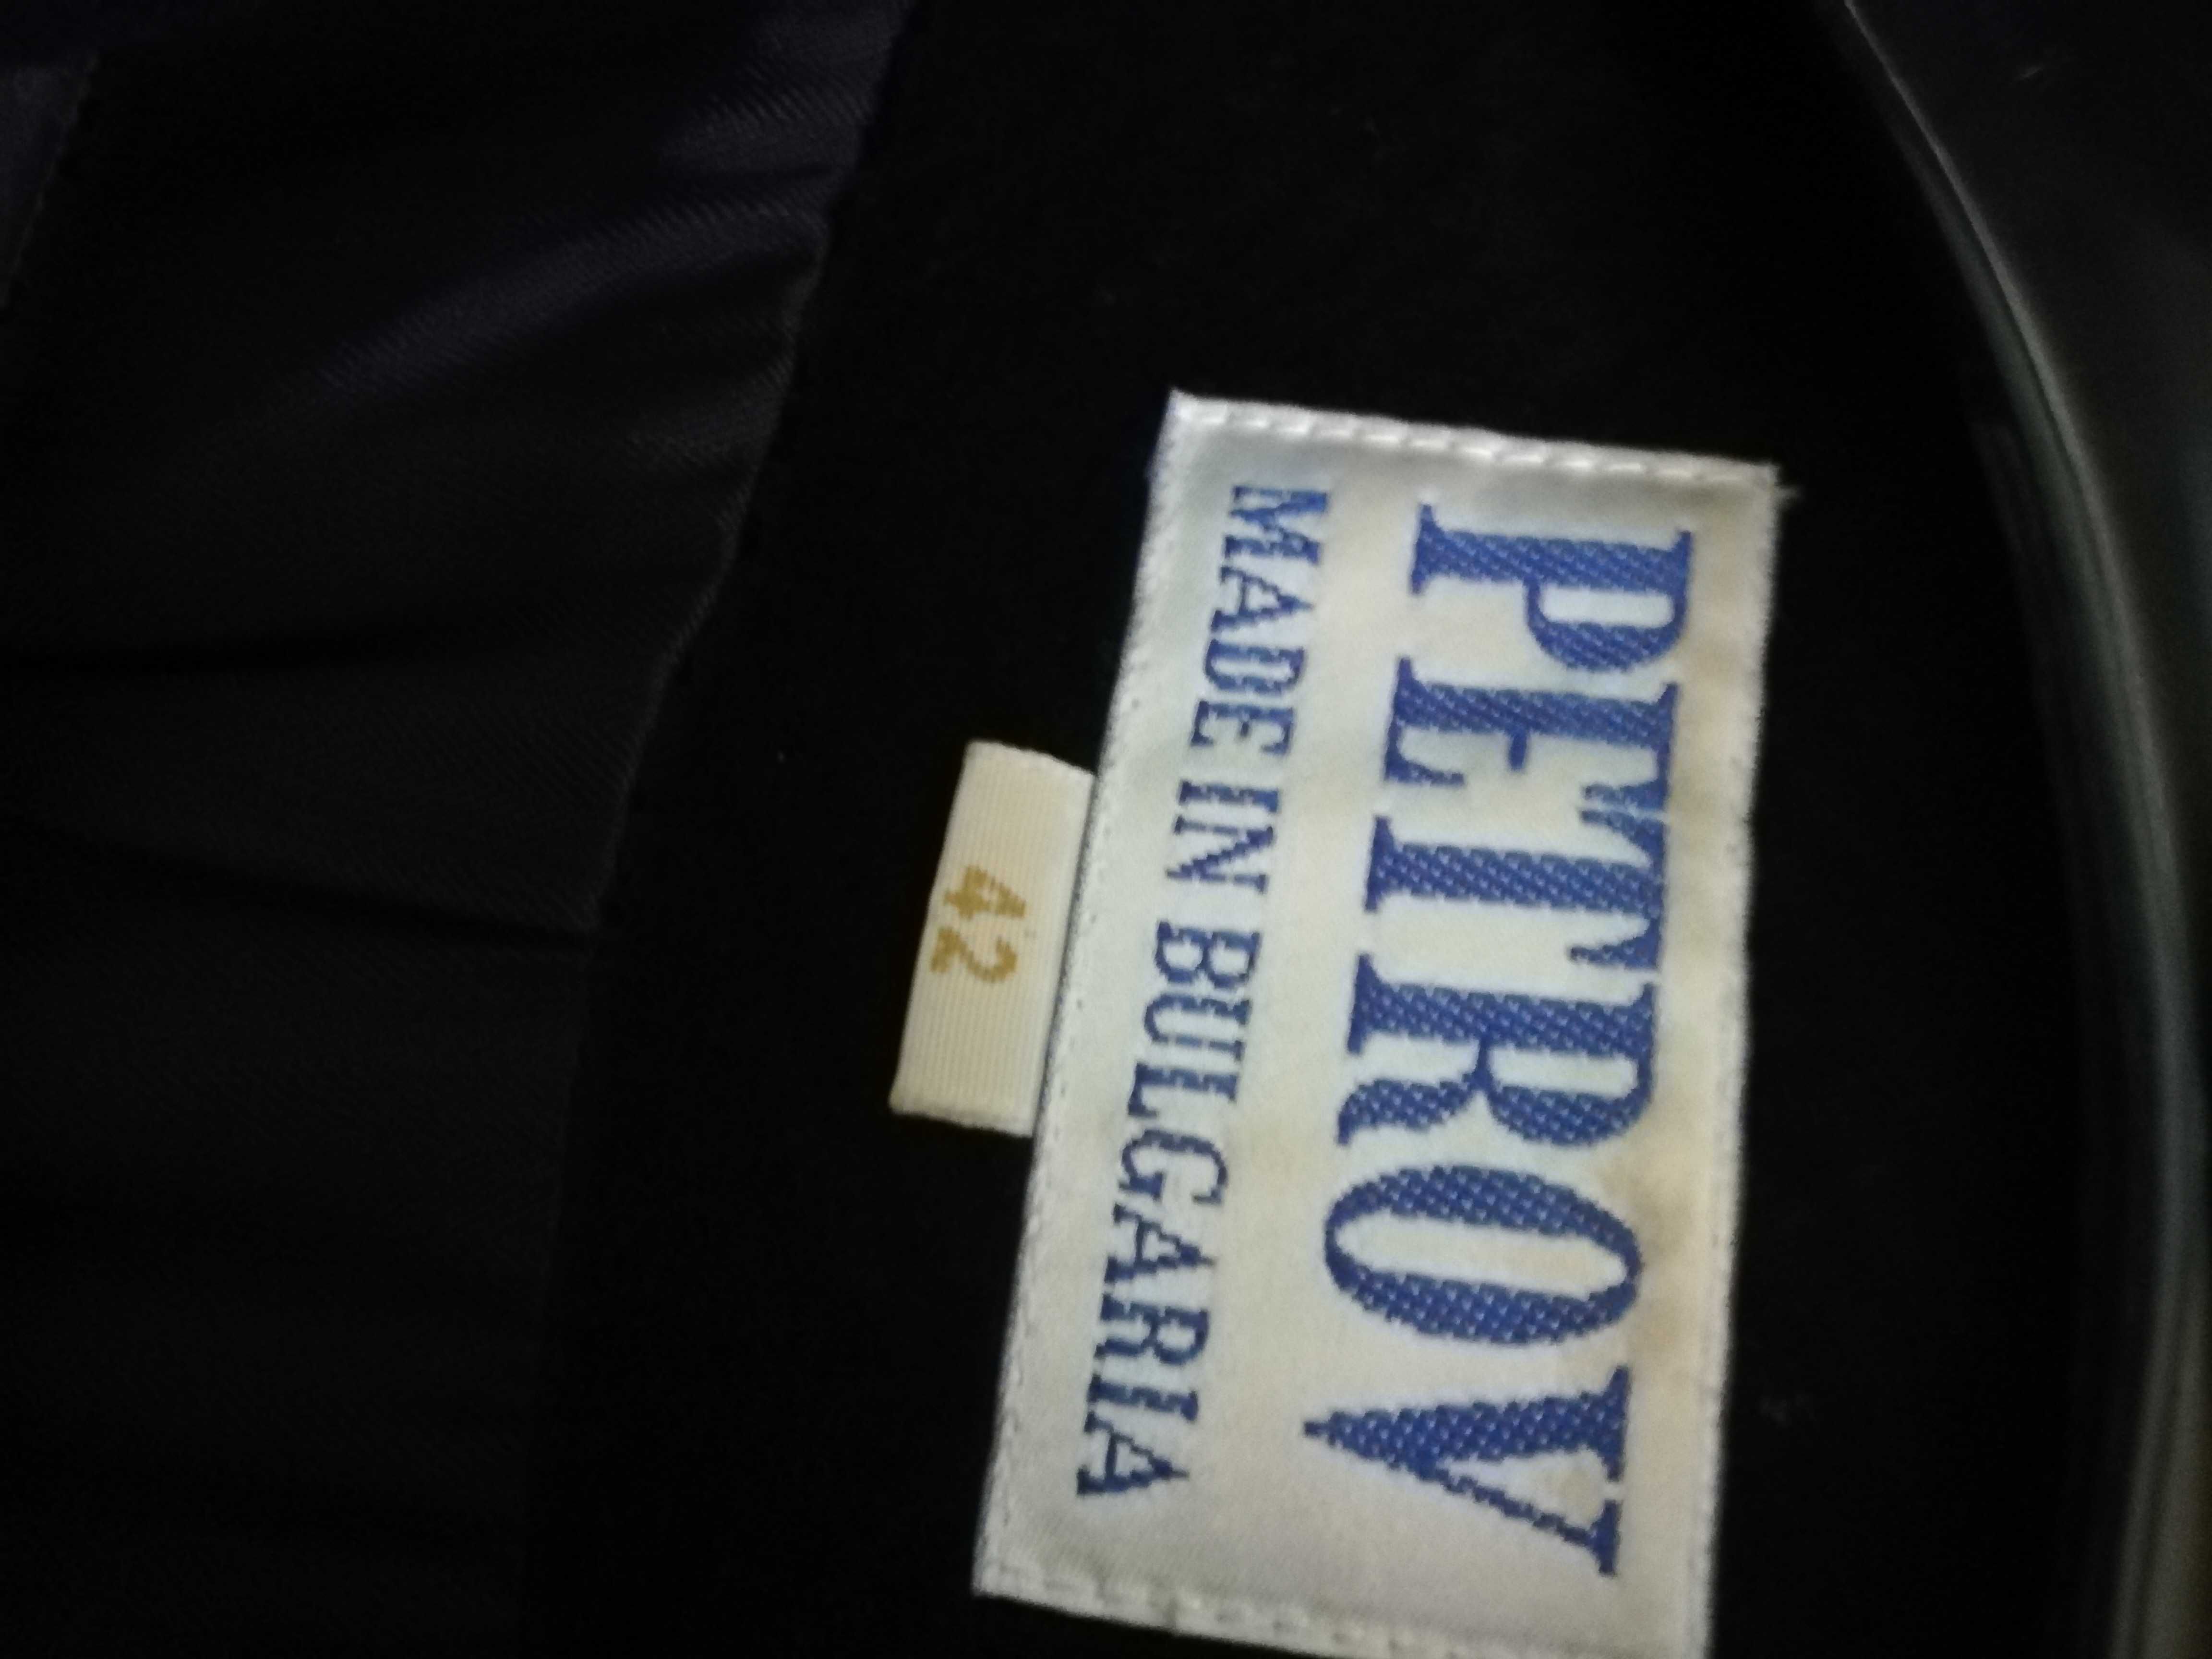 PETROV
MADE IN BULGARIA
42